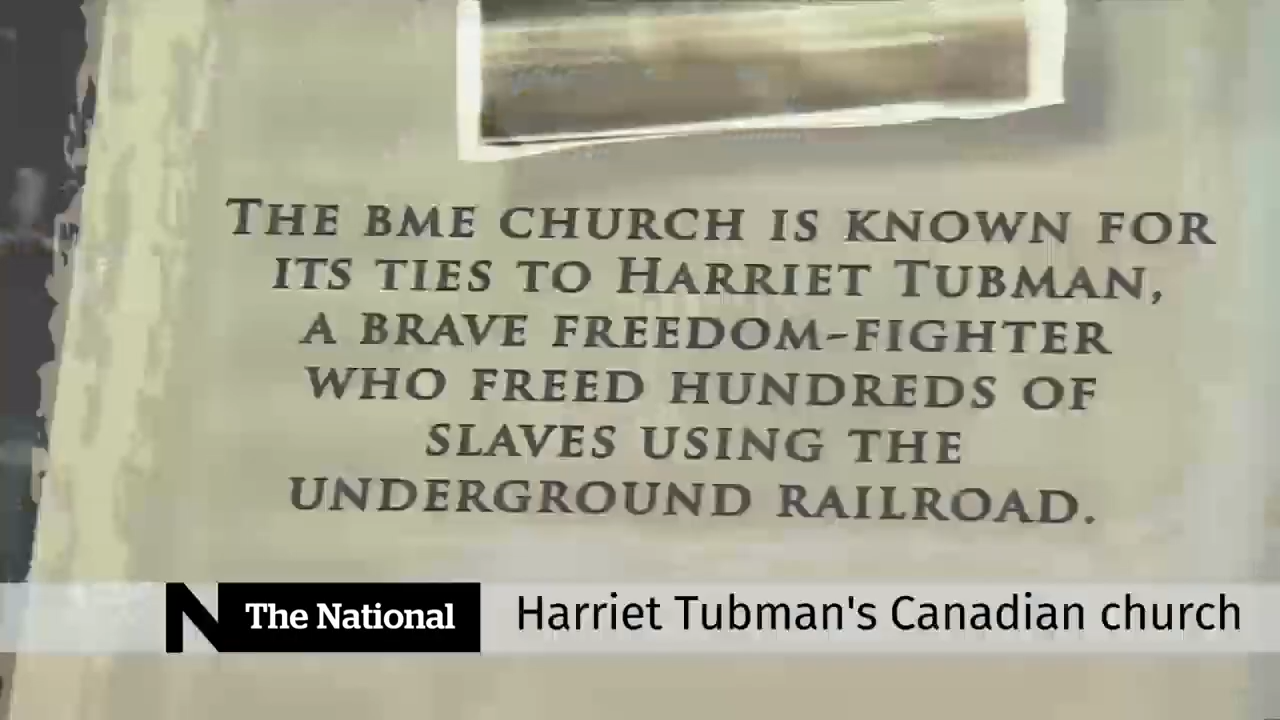 THE BME CHURCH IS KNOWN FOR
ITS TIES TO HARRIET TUBMAN,
A BRAVE FREEDOM-FIGHTER
WHO FREED HUNDREDS OF
SLAVES USING THE
UNDERGROUND RAILROAD.
N The National Harriet Tubman's Canadian church